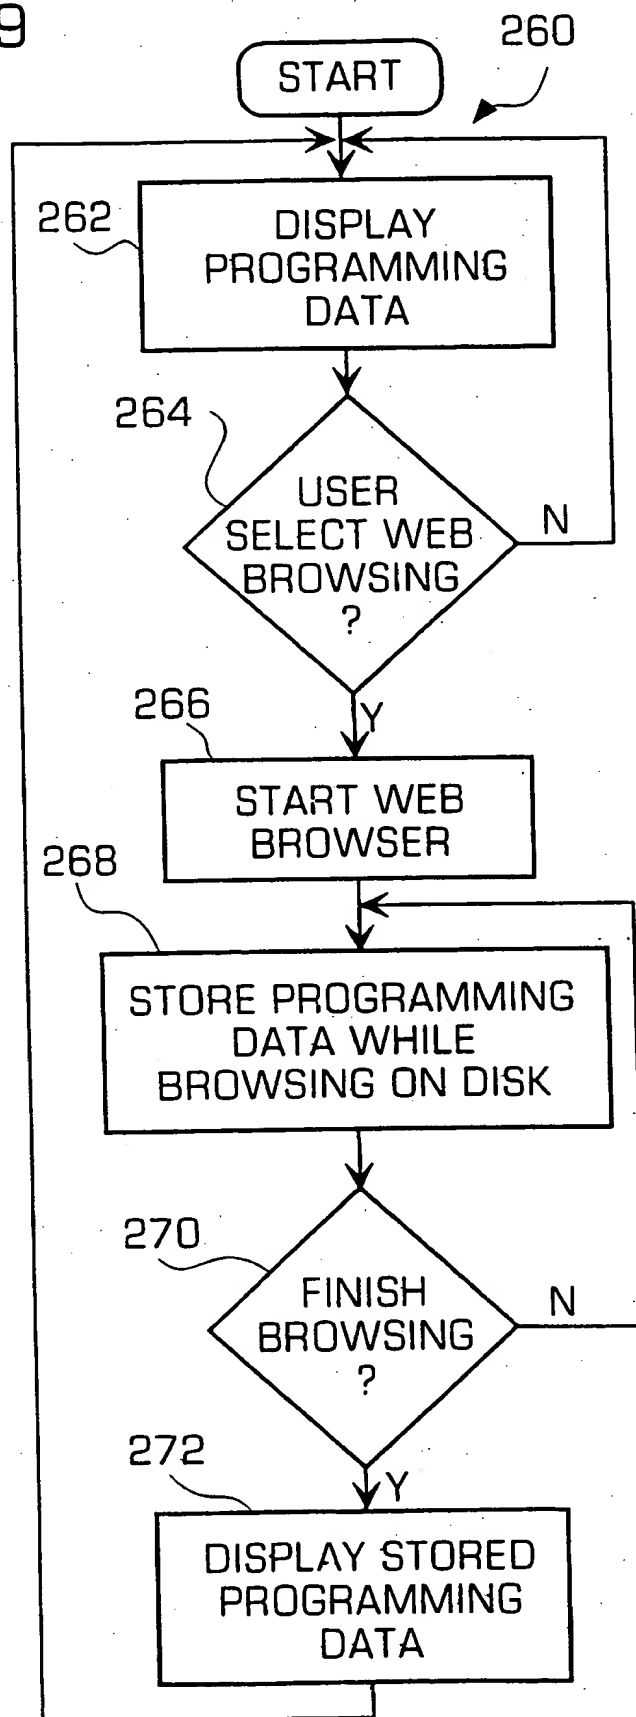 9
260
START
262
DISPLAY
PROGRAMMING
DATA
264
USER
SELECT WEB
BROWSING
?
N
Y
266
START WEB
BROWSER
268
STORE PROGRAMMING
DATA WHILE
BROWSING ON DISK
270
FINISH
BROWSING
?
N
Y
272
DISPLAY STORED
PROGRAMMING
DATA